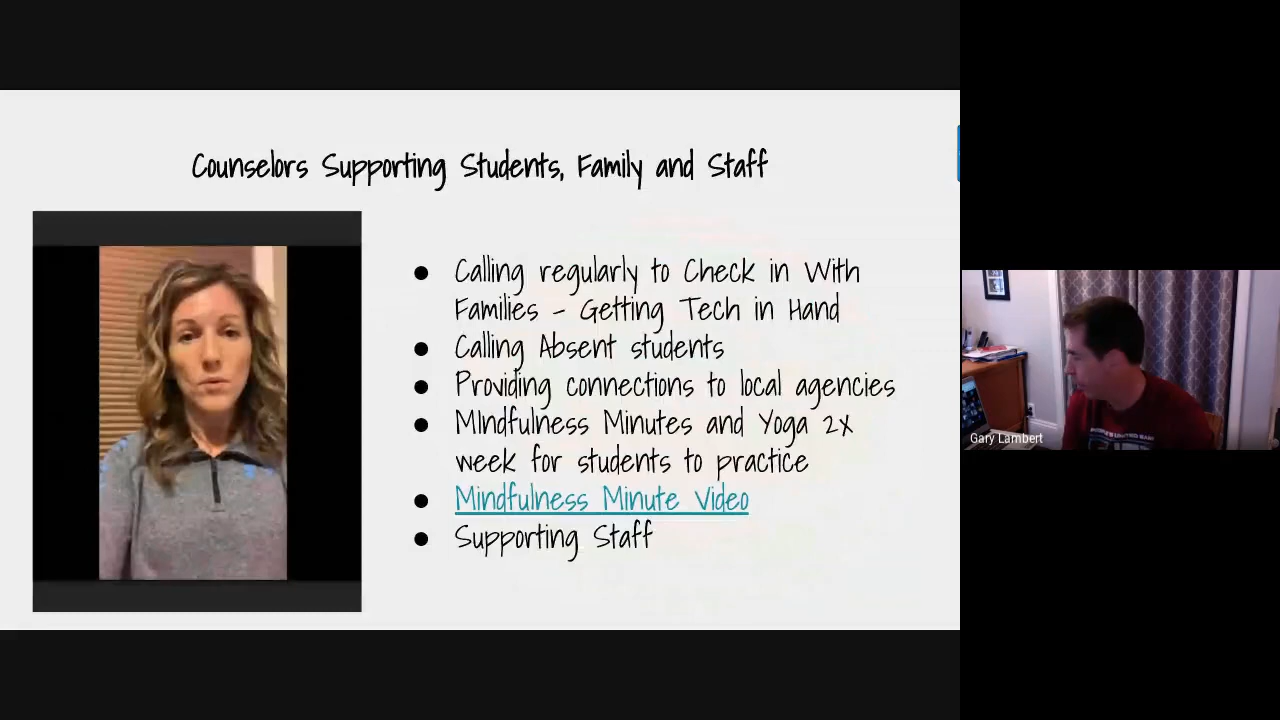 Counselors Supporting Students, Family and Staff
● Calling regularly to Check in With
Families - Getting Tech in Hand
● Calling Absent students
● Providing connections to local agencies
● MIndfulness Minutes and Yoga 2x
week for students to practice
● Mindfulness Minute Video
● Supporting Staff
Gary Lambert